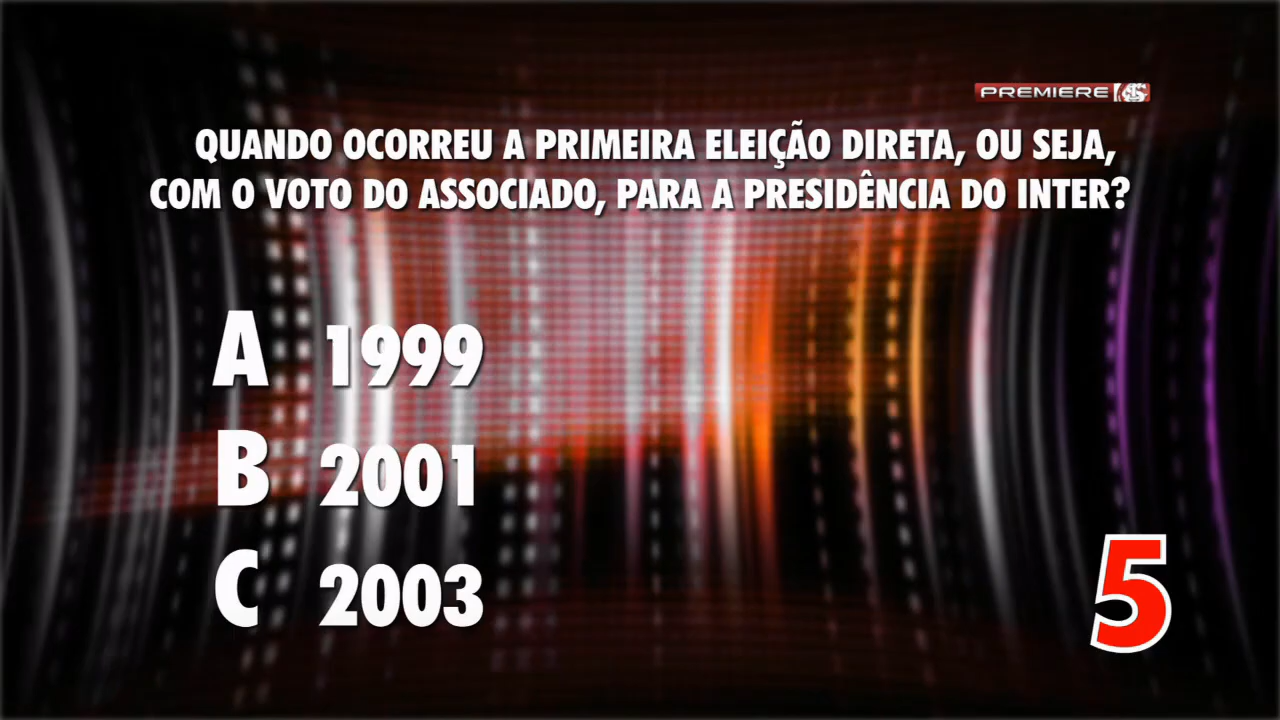 PREMIERE
QUANDO OCORREU A PRIMEIRA ELEIÇÃO DIRETA, OU SEJA,
COM O VOTO DO ASSOCIADO, PARA A PRESIDÊNCIA DO INTER?
A 1999
B 2001
C 2003
5